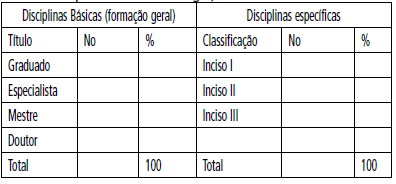 Disciplinas Básicas (formação geral) Disciplinas específicas
Título No % Classificação No %
Graduado Inciso I
Especialista Inciso II
Mestre Inciso III
Doutor
Total 100 Total 100